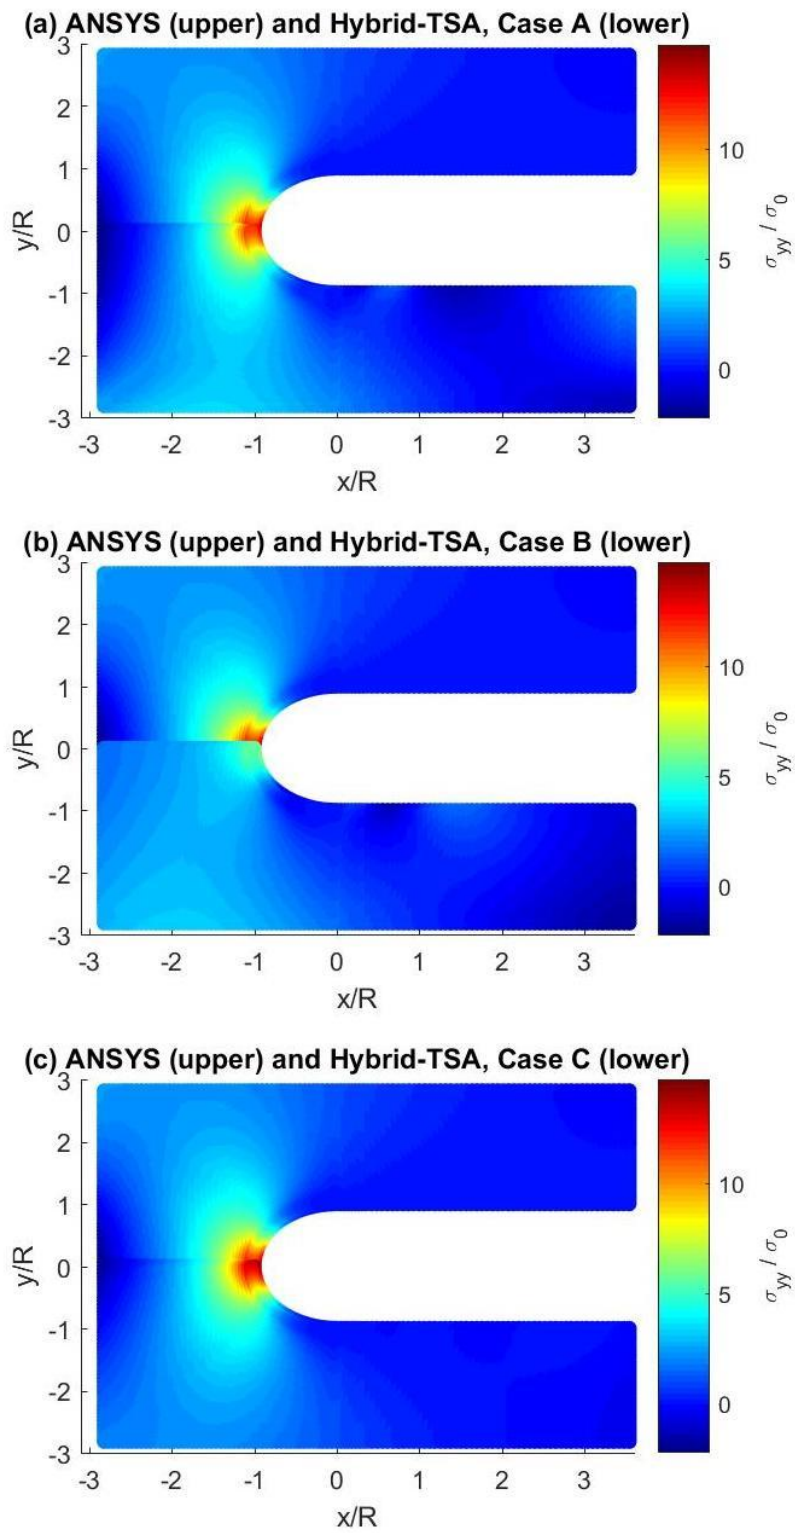 (a) ANSYS (upper) and Hybrid-TSA, Case A (lower)
3
2
1
0
-1
-2
-3
y/R
-3 -2 -1 0 1 2 3
x/R
10
5
0
σyy / σ0
(b) ANSYS (upper) and Hybrid-TSA, Case B (lower)
3
2
1
0
-1
-2
-3
y/R
-3 -2 -1 0 1 2 3
x/R
10
5
0
σyy / σ0
(c) ANSYS (upper) and Hybrid-TSA, Case C (lower)
3
2
1
0
-1
-2
-3
y/R
-3 -2 -1 0 1 2 3
x/R
10
5
0
σyy / σ0